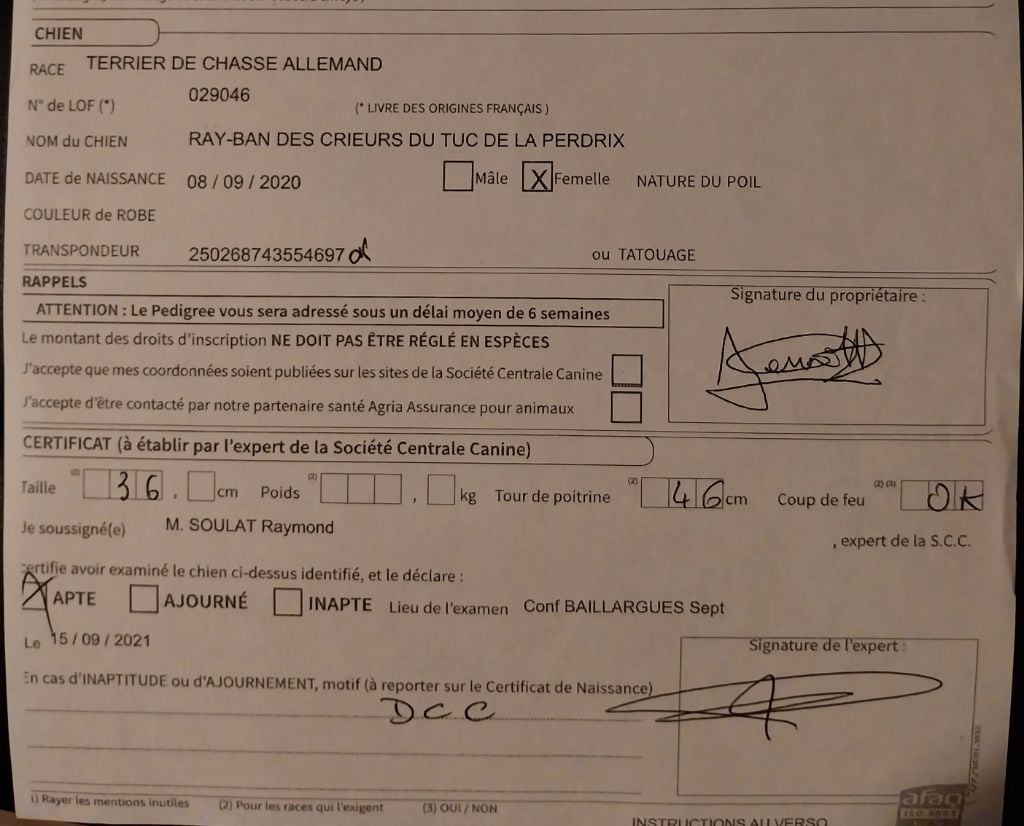 CHIEN
RACE TERRIER DE CHASSE ALLEMAND
N° de LOF (*) 029046 (* LIVRE DES ORIGINES FRANÇAIS)
NOM du CHIEN RAY-BAN DES CRIEURS DU TUC DE LA PERDRIX
DATE de NAISSANCE 08 / 09 / 2020 Mâle X Femelle NATURE DU POIL
COULEUR de ROBE
TRANSPONDEUR 250268743554697 ou TATOUAGE
RAPPELS
Signature du propriétaire :
ATTENTION : Le Pedigree vous sera adressé sous un délai moyen de 6 semaines
Le montant des droits d'inscription NE DOIT PAS ÊTRE RÉGLÉ EN ESPÈCES
J'accepte que mes coordonnées soient publiées sur les sites de la Société Centrale Canine
J'accepte d'être contacté par notre partenaire santé Agria Assurance pour animaux
CERTIFICAT (à établir par l'expert de la Société Centrale Canine)
Taille (2) 36 , cm Poids (2) , kg Tour de poitrine (2) 46 cm Coup de feu (2) (3) OK
Je soussigné(e) M. SOULAT Raymond , expert de la S.C.C.
certifie avoir examiné le chien ci-dessus identifié, et le déclare :
X APTE AJOURNÉ INAPTE Lieu de l'examen Conf BAILLARGUES Sept
Le 15 / 09 / 2021
Signature de l'expert :
En cas d'INAPTITUDE ou d'AJOURNEMENT, motif (à reporter sur le Certificat de Naissance)
DCC
1) Rayer les mentions inutiles (2) Pour les races qui l'exigent (3) OUI / NON
INSTRUCTIONS AU VERSO
afaq
ISO 9001